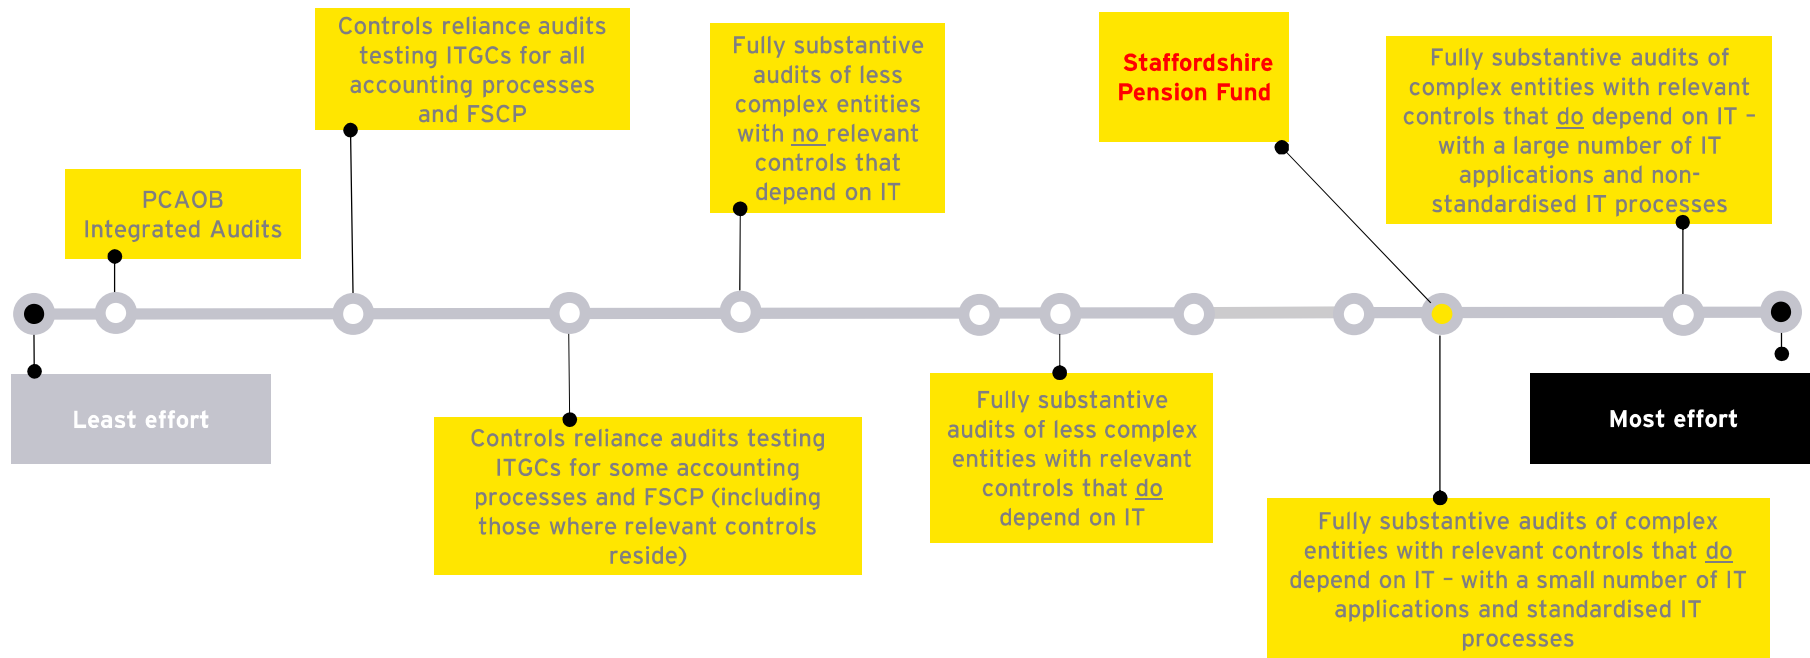 Controls reliance audits
testing ITGCs for all
accounting processes
and FSCP
Fully substantive
audits of less
complex entities
with no relevant
controls that
depend on IT
Staffordshire
Pension Fund
Fully substantive audits of
complex entities with relevant
controls that do depend on IT –
with a large number of IT
applications and non-
standardised IT processes
PCAOB
Integrated Audits
Least effort
Controls reliance audits testing
ITGCs for some accounting
processes and FSCP (including
those where relevant controls
reside)
Fully substantive
audits of less complex
entities with relevant
controls that do
depend on IT
Most effort
Fully substantive audits of complex
entities with relevant controls that do
depend on IT – with a small number of IT
applications and standardised IT
processes